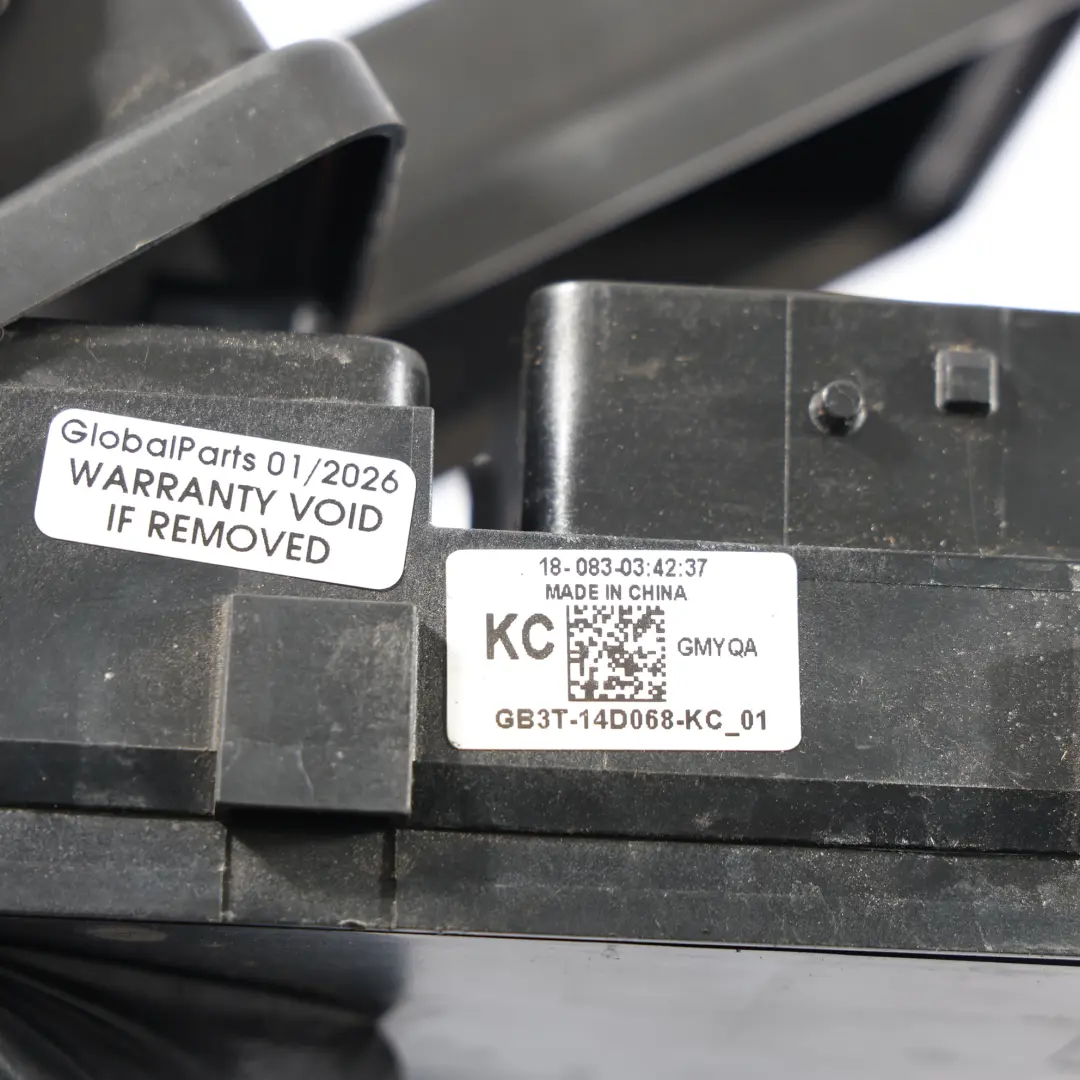 GlobalParts 01/2026
WARRANTY VOID
IF REMOVED
18-083-03:42:37
MADE IN CHINA
KC
GMYQA
GB3T-14D068-KC_01